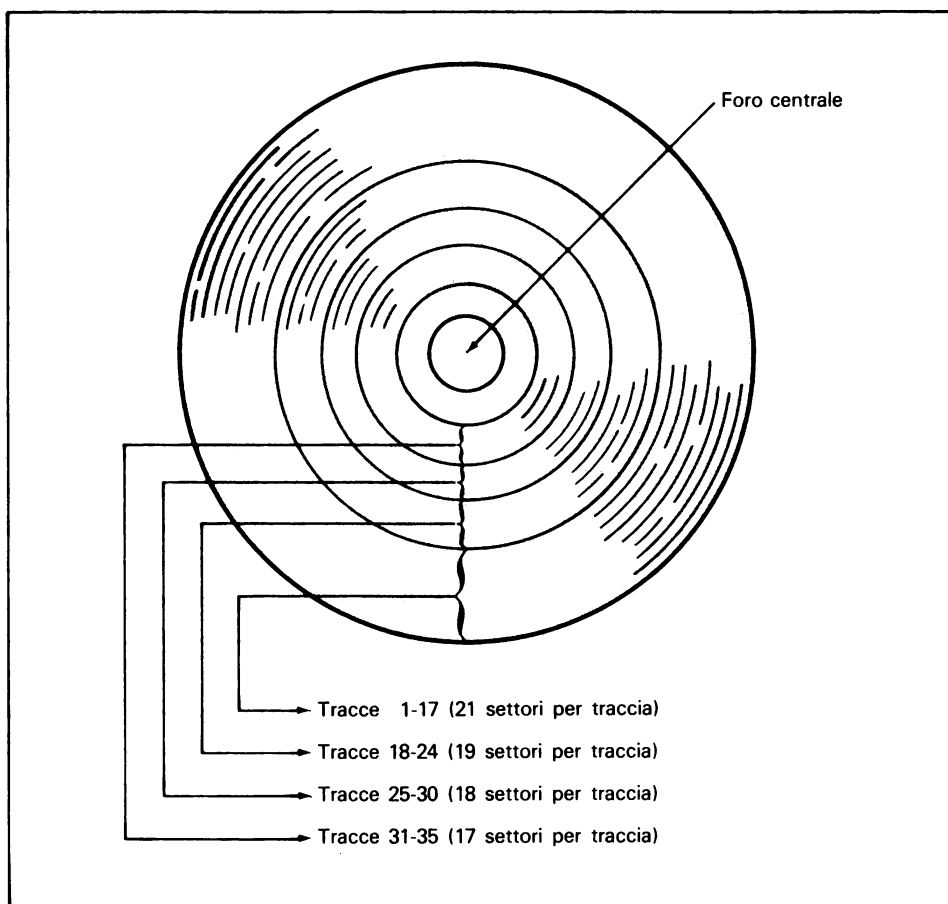 Foro centrale
Tracce 1-17 (21 settori per traccia)
Tracce 18-24 (19 settori per traccia)
Tracce 25-30 (18 settori per traccia)
Tracce 31-35 (17 settori per traccia)